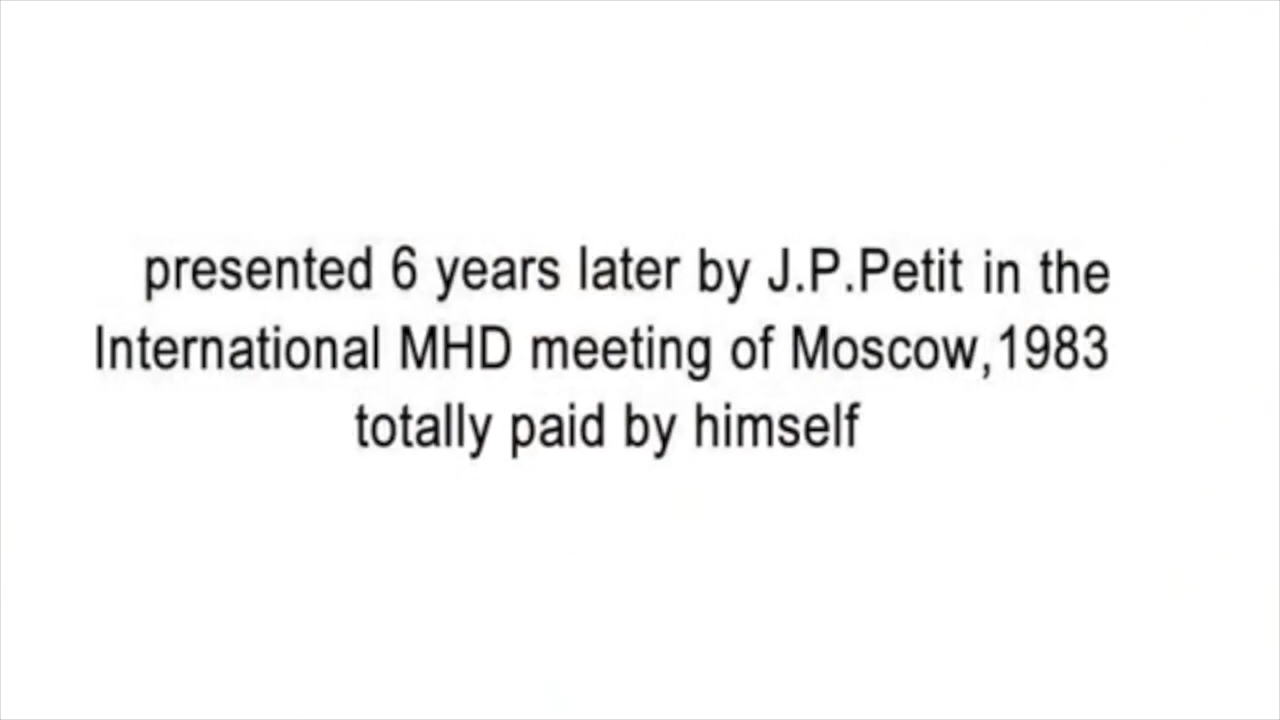 presented 6 years later by J.P.Petit in the
International MHD meeting of Moscow,1983
totally paid by himself